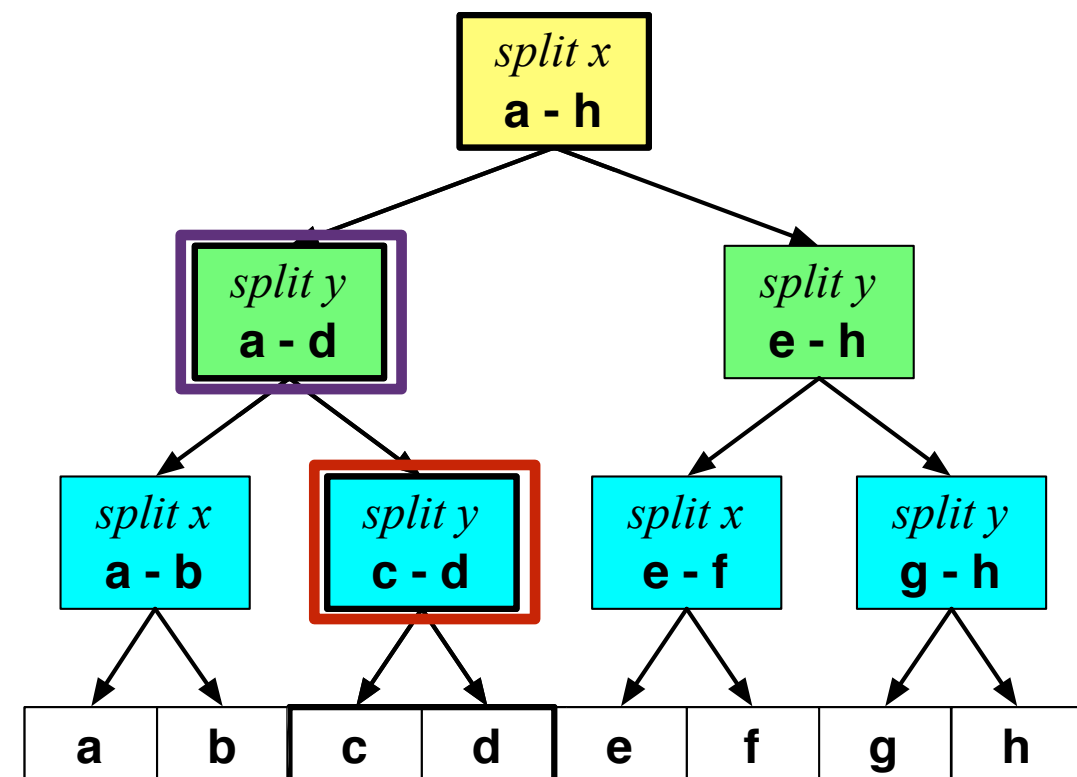 split x
a - h
split y
a - d
split y
e - h
split x
a - b
split y
c - d
split x
e - f
split y
g - h
a b c d e f g h